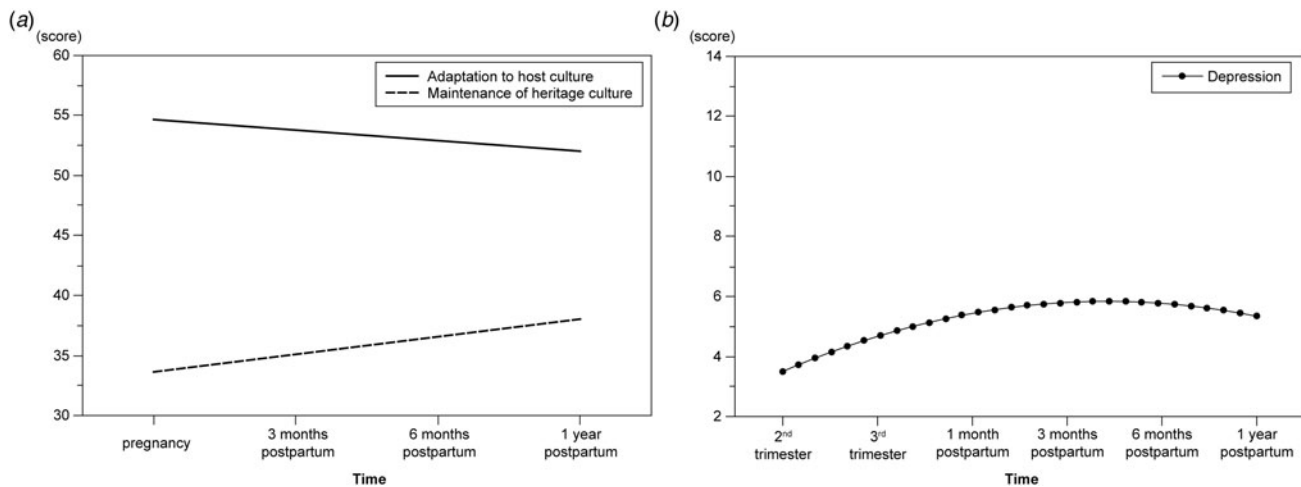 (a)
(score)
60
55
50
45
40
35
30
Adaptation to host culture
Maintenance of heritage culture
pregnancy
3 months
postpartum
6 months
postpartum
1 year
postpartum
Time
(b)
(score)
14
12
10
8
6
4
2
Depression
2nd
trimester
3rd
trimester
1 month
postpartum
3 months
postpartum
6 months
postpartum
1 year
postpartum
Time